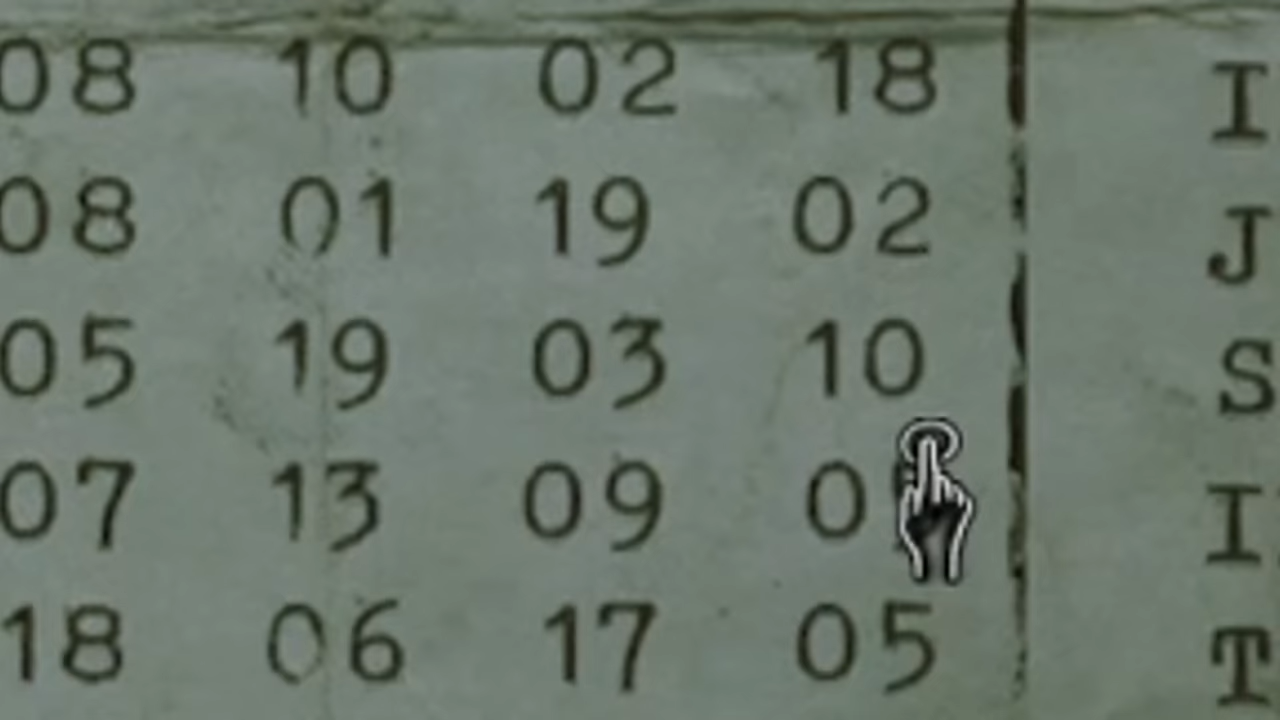 08 10 02 18 I
08 01 19 02 J
05 19 03 10 S
07 13 09 I
18 06 17 05 T